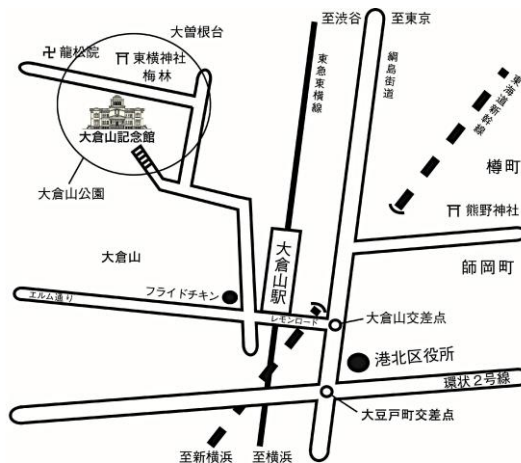 大曽根台
至渋谷
至東京
龍松院
東横神社
梅林
東急東横線
綱島街道
東海道新幹線
大倉山記念館
樽町
大倉山公園
熊野神社
大倉山
大倉山駅
師岡町
フライドチキン
エルム通り
レモンロード
大倉山交差点
港北区役所
環状2号線
大豆戸町交差点
至新横浜
至横浜